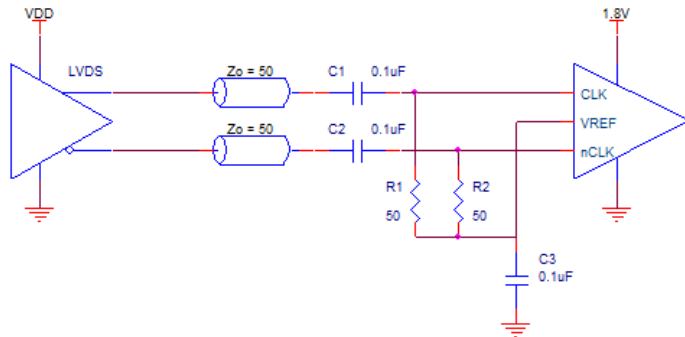 VDD
1.8V
LVDS
Zo = 50
C1
0.1uF
CLK
Zo = 50
C2
0.1uF
VREF
nCLK
R1
R2
50
50
C3
0.1uF